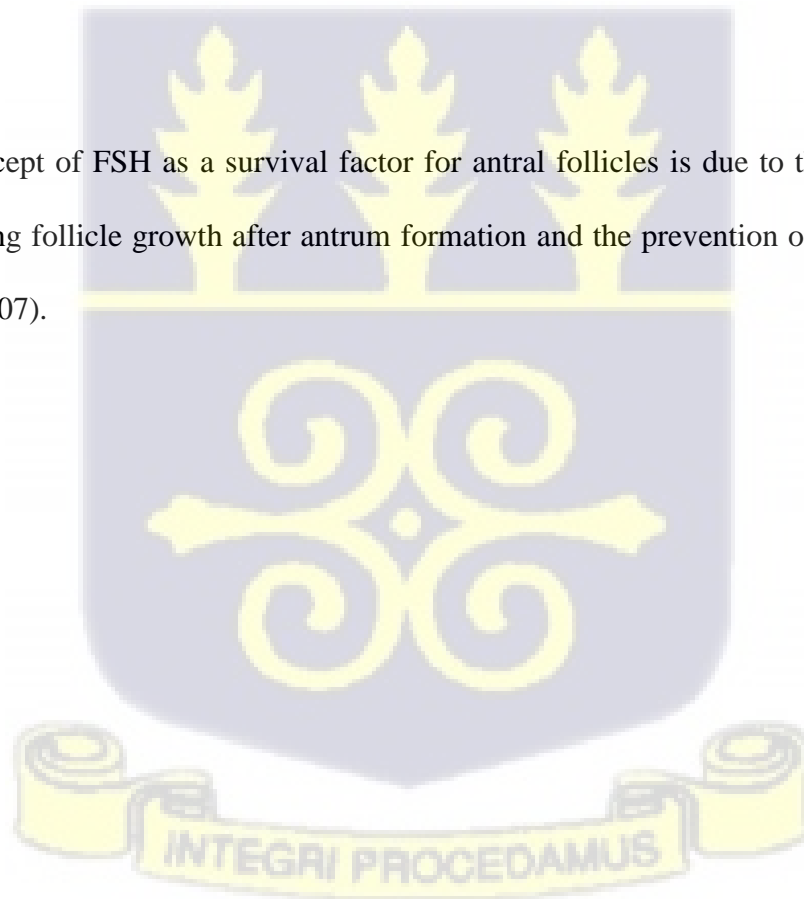 cept of FSH as a survival factor for antral follicles is due to t
ng follicle growth after antrum formation and the prevention o
07).
INTEGRI PROCEDAMUS